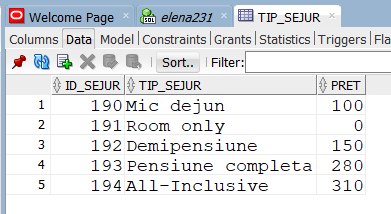 Welcome Page elena231 TIP_SEJUR
Columns Data Model Constraints Grants Statistics Triggers
Sort.. Filter:
ID_SEJUR TIP_SEJUR PRET
1 190 Mic dejun 100
2 191 Room only 0
3 192 Demipensiune 150
4 193 Pensiune completa 280
5 194 All-Inclusive 310